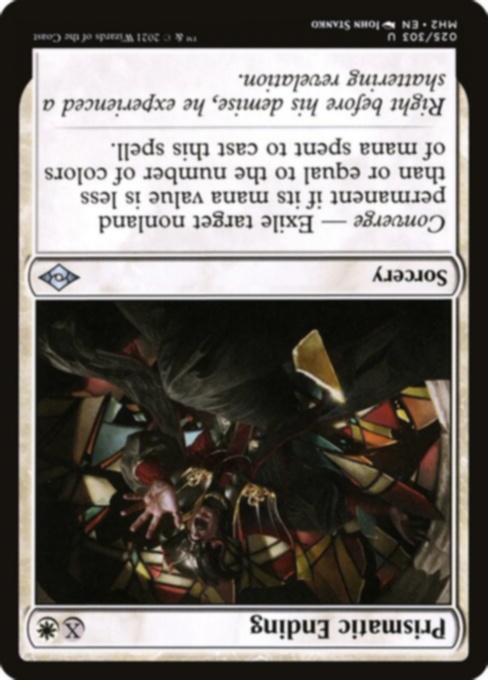 Prismatic Ending X
Sorcery
Converge — Exile target nonland
permanent if its mana value is less
than or equal to the number of colors
of mana spent to cast this spell.
Right before his demise, he experienced a
shattering revelation.
025/303 U
MH2 • EN John Stanko
™ & © 2021 Wizards of the Coast